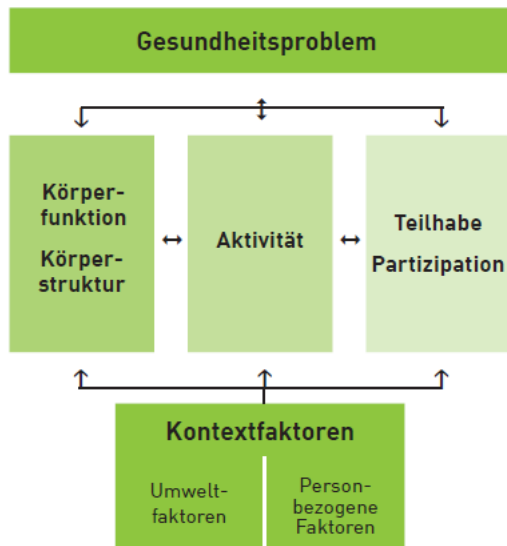 Gesundheitsproblem
Körper-
funktion
Körper-
struktur
Aktivität
Teilhabe
Partizipation
Kontextfaktoren
Umwelt-
faktoren
Person-
bezogene
Faktoren